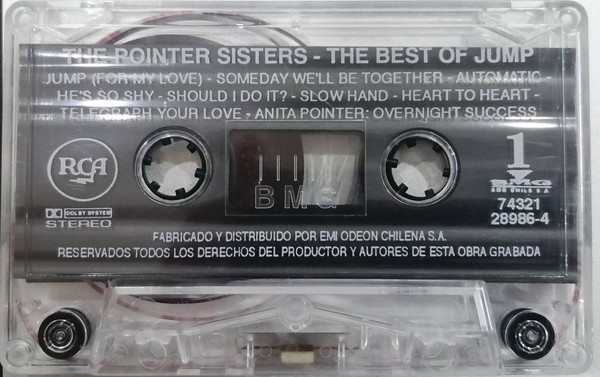 THE POINTER SISTERS - THE BEST OF JUMP
JUMP (FOR MY LOVE) - SOMEDAY WE'LL BE TOGETHER - AUTOMATIC
HE'S SO SHY - SHOULD I DO IT? - SLOW HAND - HEART TO HEART -
TELEGRAPH YOUR LOVE - ANITA POINTER: OVERNIGHT SUCCESS
RCA
BMG
1
BMG
BMG CHILE S.A.
74321
28986-4
DOLBY SYSTEM
STEREO
FABRICADO Y DISTRIBUIDO POR EMI ODEON CHILENA S.A.
RESERVADOS TODOS LOS DERECHOS DEL PRODUCTOR Y AUTORES DE ESTA OBRA GRABADA